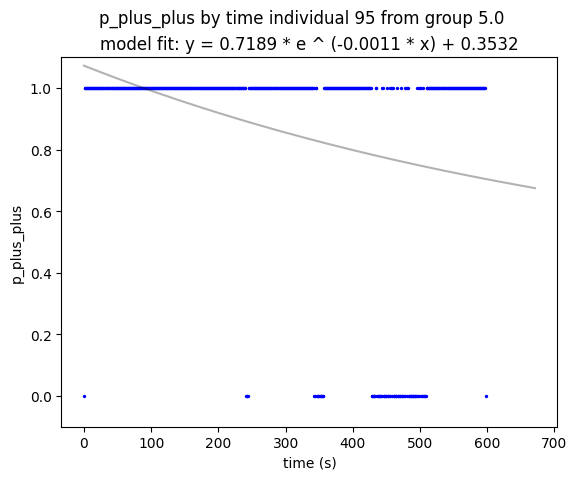 p_plus_plus by time individual 95 from group 5.0
model fit: y = 0.7189 * e ^ (-0.0011 * x) + 0.3532
1.0
0.8
0.6
0.4
0.2
0.0
p_plus_plus
0 100 200 300 400 500 600 700
time (s)